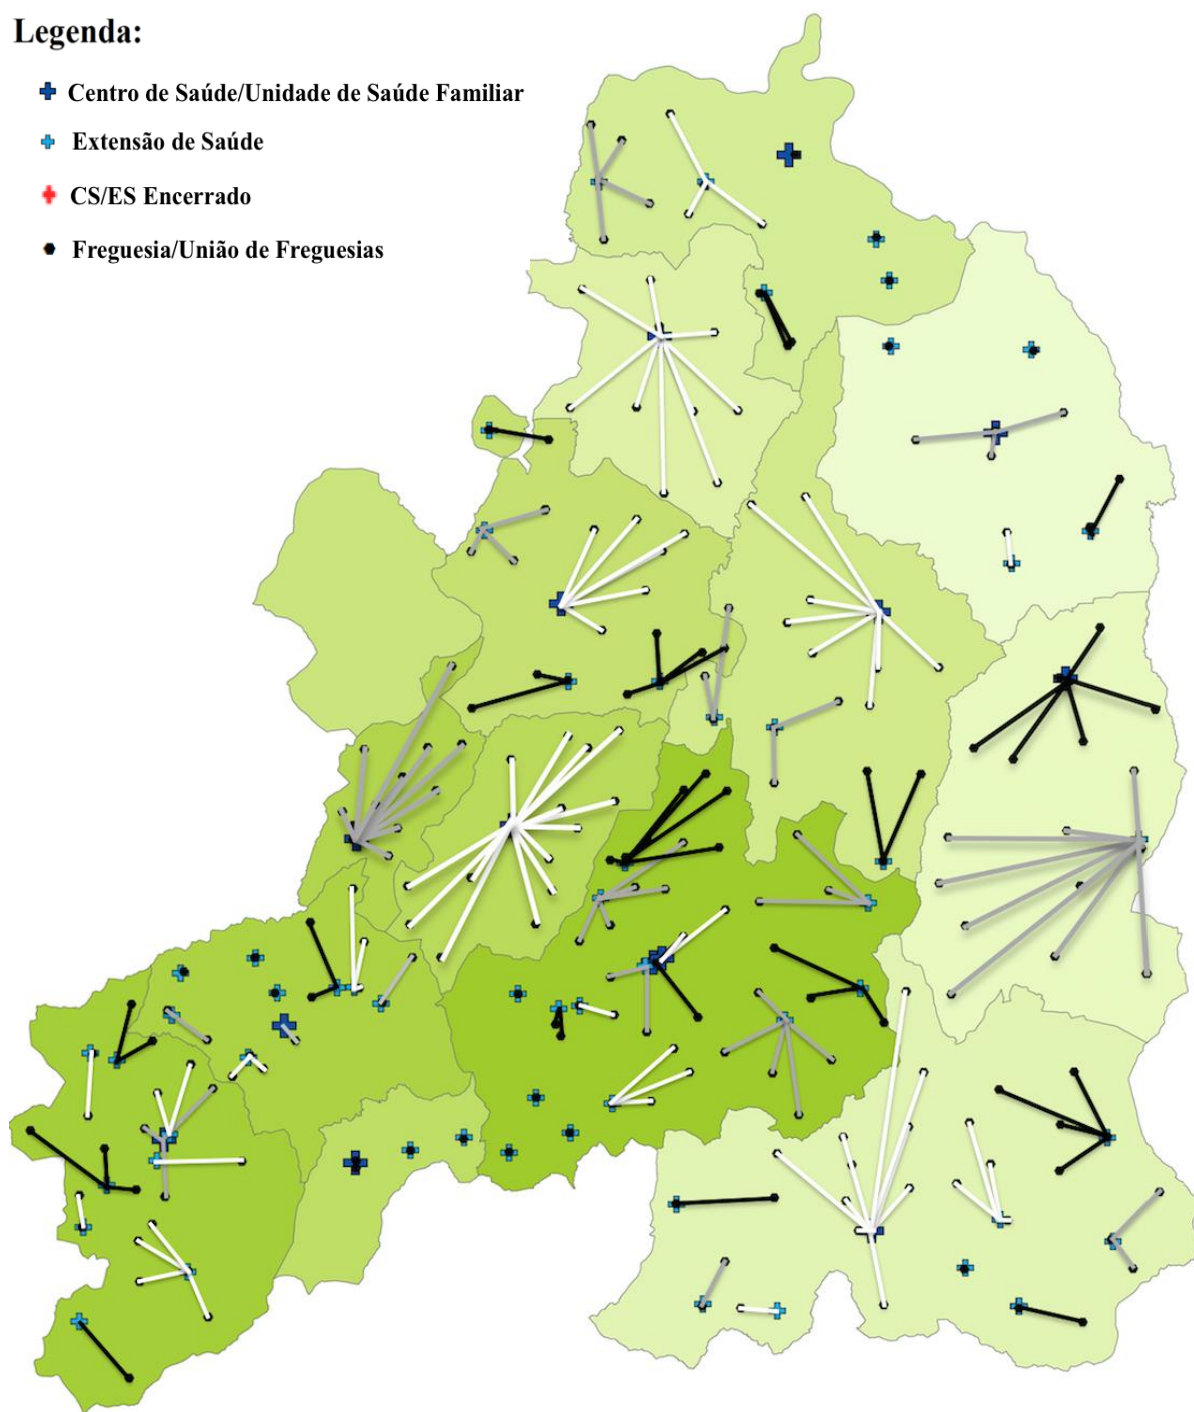 Legenda:
Centro de Saúde/Unidade de Saúde Familiar
Extensão de Saúde
CS/ES Encerrado
Freguesia/União de Freguesias